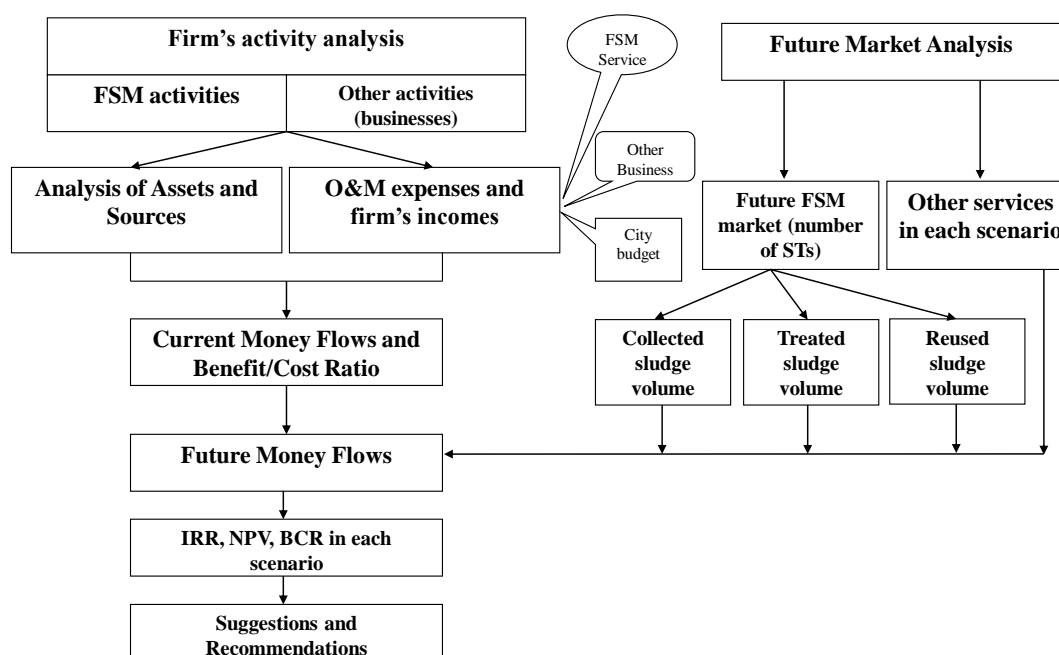 Firm's activity analysis
FSM activities
Other activities
(businesses)
FSM
Service
Future Market Analysis
Other
Business
Analysis of Assets and
Sources
O&M expenses and
firm's incomes
City
budget
Future FSM
market (number
of STs)
Other services
in each scenario
Current Money Flows and
Benefit/Cost Ratio
Collected
sludge
volume
Treated
sludge
volume
Reused
sludge
volume
Future Money Flows
IRR, NPV, BCR in each
scenario
Suggestions and
Recommendations